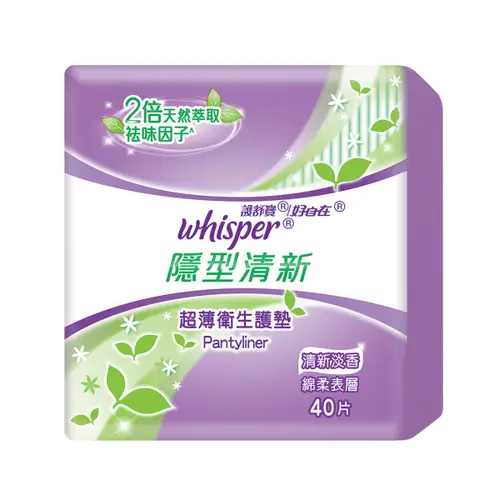 2倍天然萃取
祛味因子^
護舒寶®/好自在®
whisper®
隱型清新
超薄衛生護墊
Pantyliner
清新淡香
綿柔表層
40片